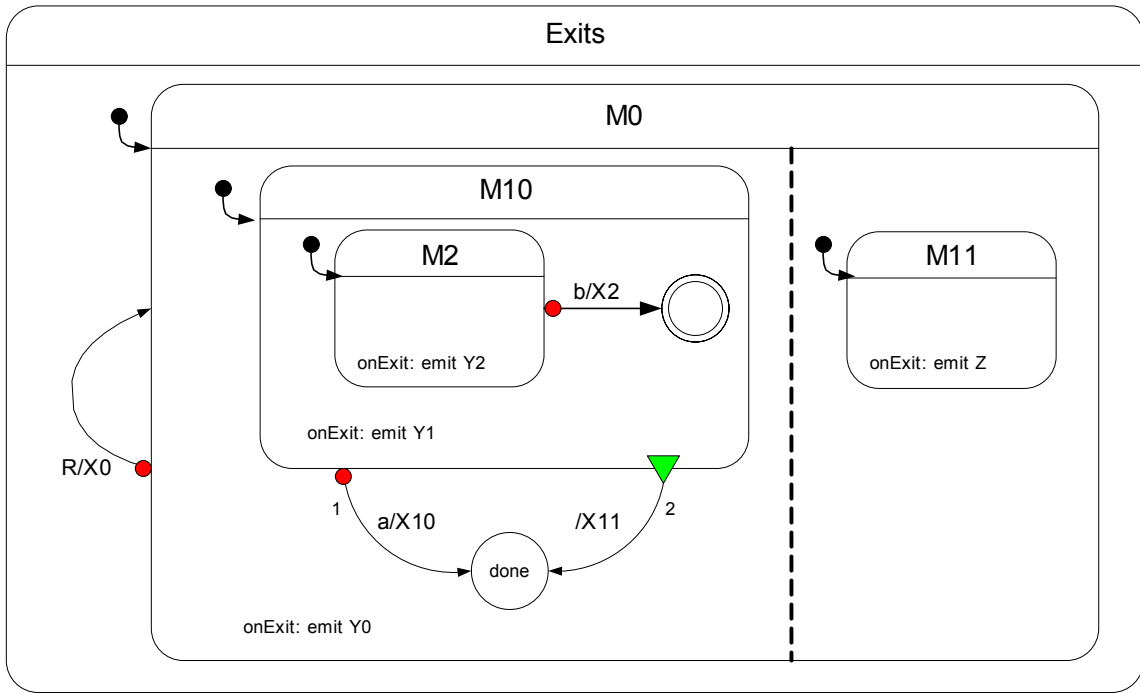 Exits
M0
M10
M2
M11
b/X2
onExit: emit Y2
onExit: emit Z
onExit: emit Y1
R/X0
1
a/X10
/X11
2
done
onExit: emit Y0